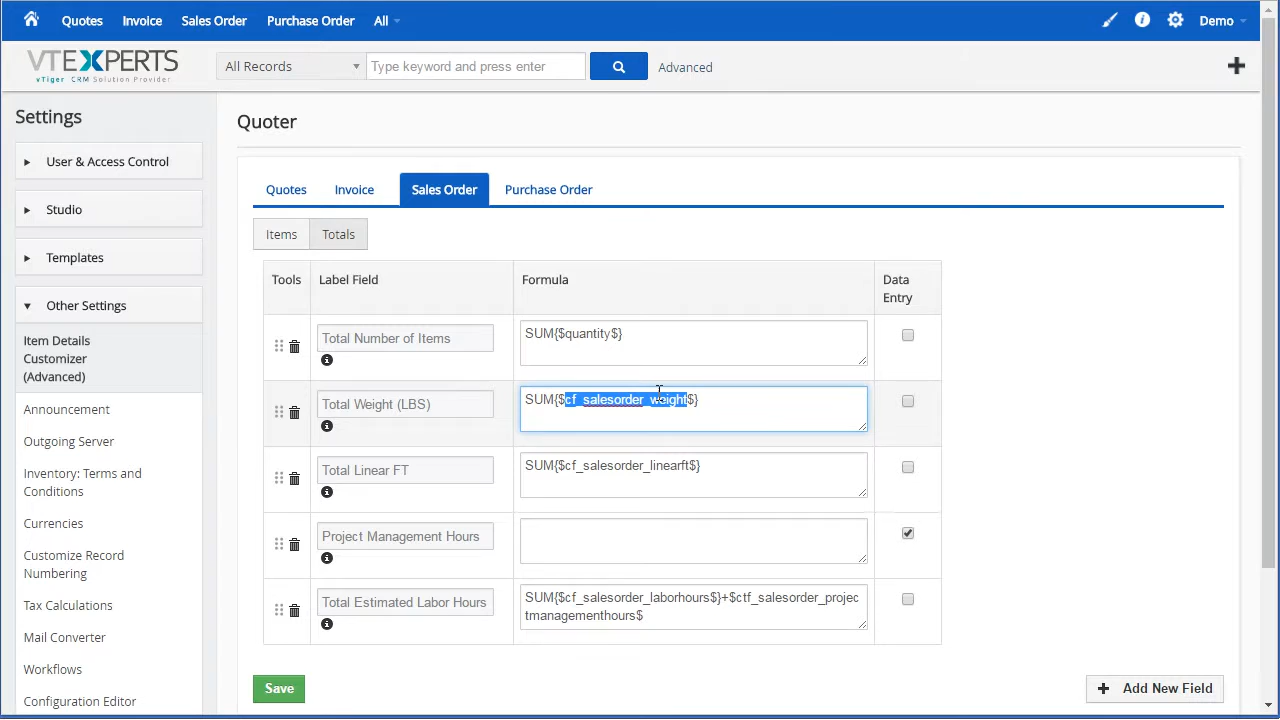 Quotes Invoice Sales Order Purchase Order All
Demo
VTEXPERTS
vTiger CRM Solution Provider
All Records
Type keyword and press enter
Advanced
Settings
User & Access Control
Studio
Templates
Other Settings
Item Details
Customizer
(Advanced)
Announcement
Outgoing Server
Inventory: Terms and
Conditions
Currencies
Customize Record
Numbering
Tax Calculations
Mail Converter
Workflows
Configuration Editor
Quoter
Quotes Invoice Sales Order Purchase Order
Items Totals
Tools Label Field Formula Data
Entry
Total Number of Items SUM{$quantity$}
Total Weight (LBS) SUM{$cf_salesorder_weight$}
Total Linear FT SUM{$cf_salesorder_linearft$}
Project Management Hours
Total Estimated Labor Hours SUM{$cf_salesorder_laborhours$}+$ctf_salesorder_projec
tmanagementhours$
Save
Add New Field